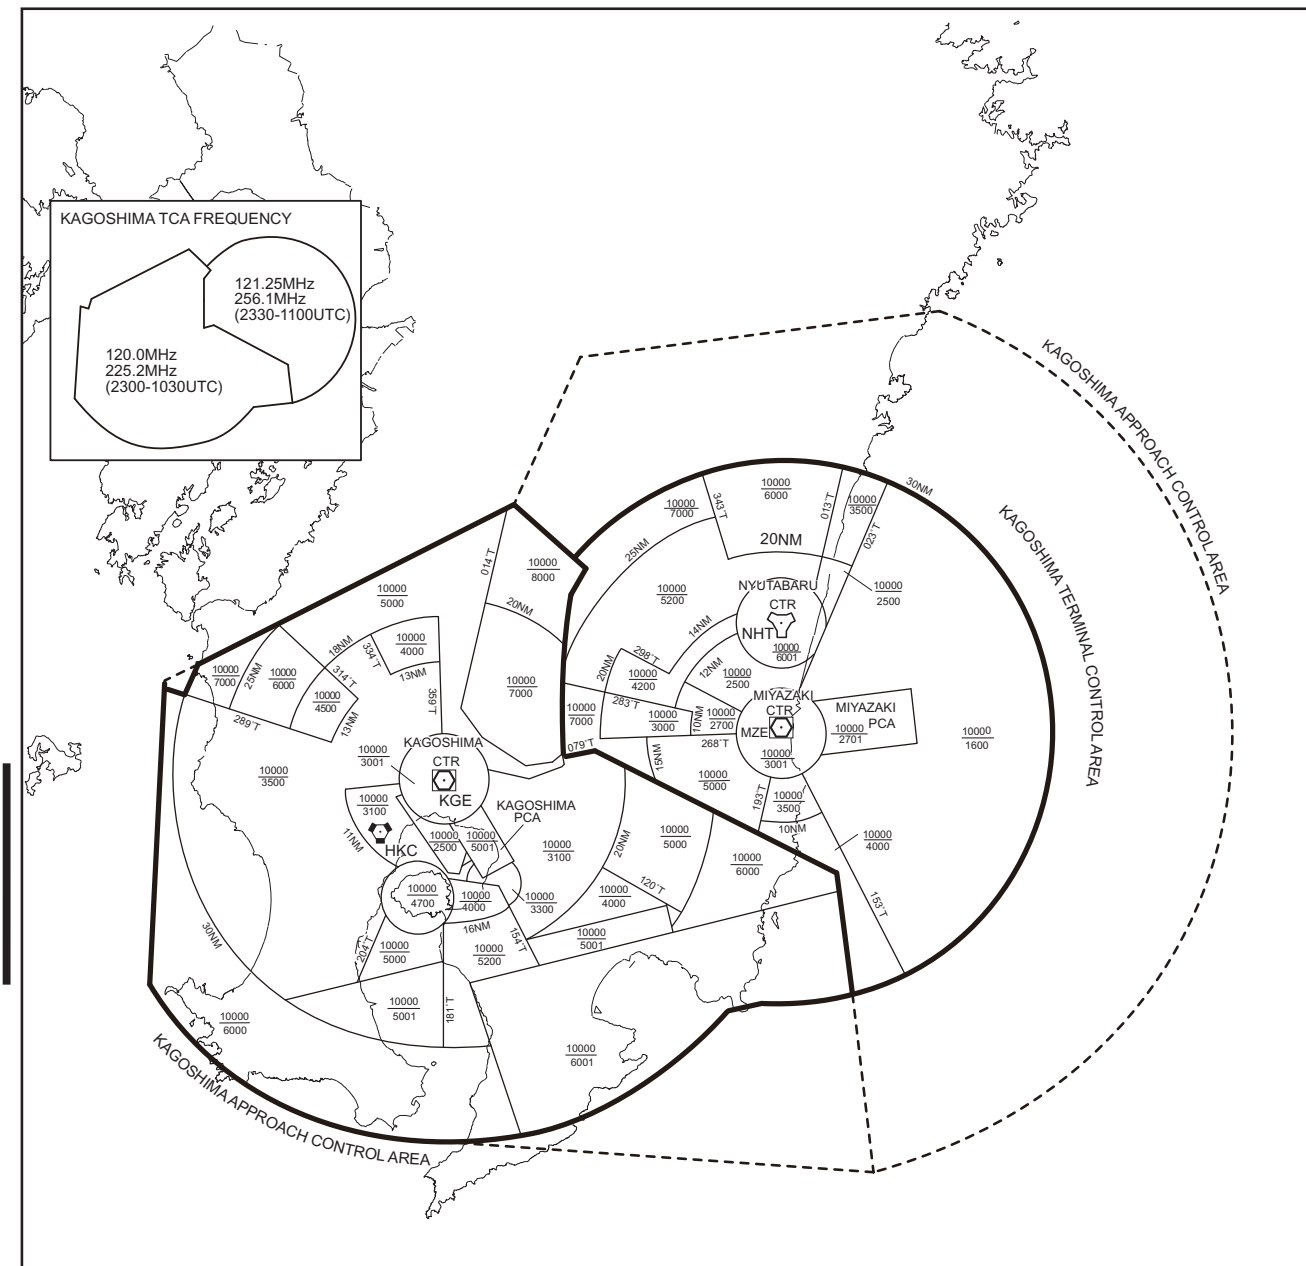 KAGOSHIMA TCA FREQUENCY
121.25MHz
256.1MHz
(2330-1100UTC)
120.0MHz
225.2MHz
(2300-1030UTC)
KAGOSHIMA APPROACH CONTROL AREA
KAGOSHIMA TERMINAL CONTROL AREA
30NM
10000
6000
343°T
013°T
10000
3500
023°T
10000
7000
20NM
25NM
10000
2500
NYUTABARU
CTR
NHT
10000
6001
10000
5200
14NM
298°T
12NM
20NM
10000
4200
10000
2500
283°T
10000
7000
10000
3000
10NM
10000
2700
MIYAZAKI
CTR
MZE
10000
3001
MIYAZAKI
PCA
10000
2701
10000
1600
079°T
268°T
15NM
10000
5000
193°T
10000
3500
10NM
10000
4000
153°T
014°T
10000
8000
20NM
10000
7000
10000
5000
18NM
334°T
10000
4000
13NM
314°T
359°T
10000
7000
25NM
10000
6000
10000
4500
13NM
289°T
KAGOSHIMA
CTR
KGE
10000
3001
10000
3500
10000
3100
11NM
HKC
KAGOSHIMA
PCA
10000
2500
10000
5001
10000
3100
20NM
10000
5000
10000
6000
120°T
10000
4000
10000
4700
10000
4000
10000
3300
16NM
154°T
10000
5001
204°T
10000
5000
10000
5200
30NM
10000
5001
181°T
10000
6000
10000
6001
KAGOSHIMA APPROACH CONTROL AREA